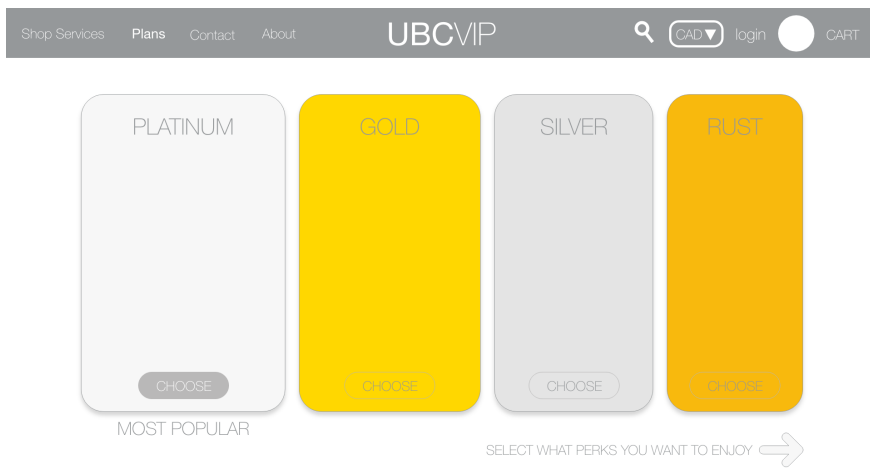 Shop Services Plans Contact About UBCVIP CAD▼ login CART
PLATINUM GOLD SILVER RUST
CHOOSE CHOOSE CHOOSE CHOOSE
MOST POPULAR
SELECT WHAT PERKS YOU WANT TO ENJOY